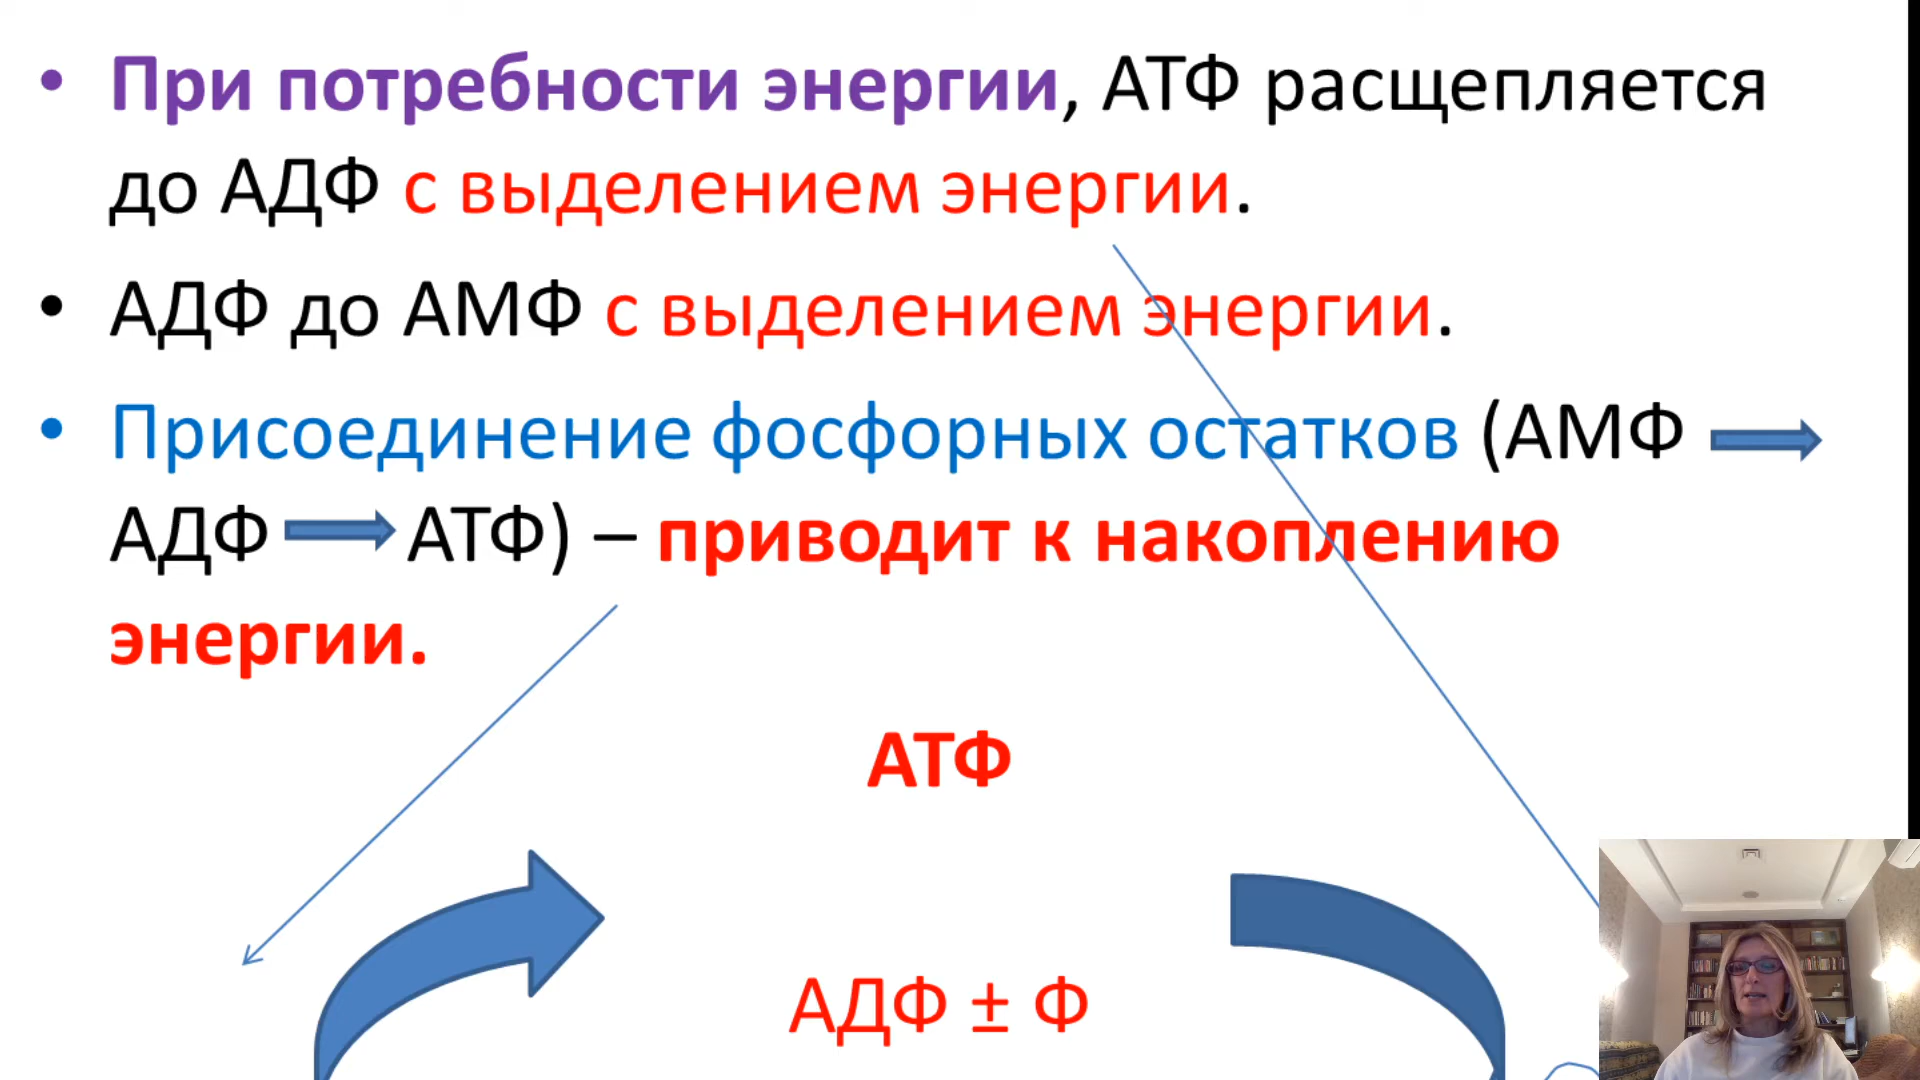 • При потребности энергии, АТФ расщепляется
до АДФ с выделением энергии.
• АДФ до АМФ с выделением энергии.
• Присоединение фосфорных остатков (АМФ
АДФ АТФ) – приводит к накоплению
энергии.
АТФ
АДФ ± Ф